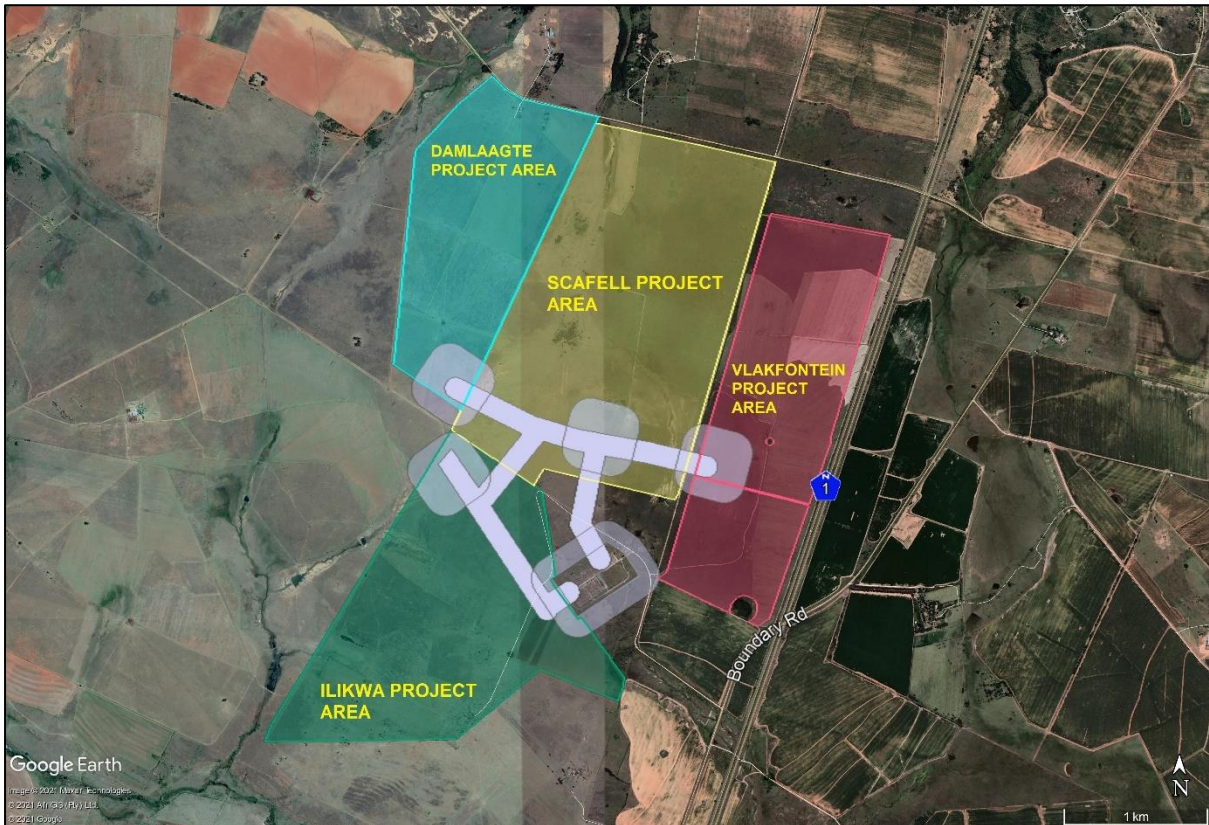 DAMLAAGTE
PROJECT AREA
SCAFELL PROJECT
AREA
VLAKFONTEIN
PROJECT
AREA
N
1
Boundary Rd
ILIKWA PROJECT
AREA
Google Earth
Image © 2021 Maxar Technologies
© 2021 AfriGIS (Pty) Ltd.
© 2021 Google
N
1 km